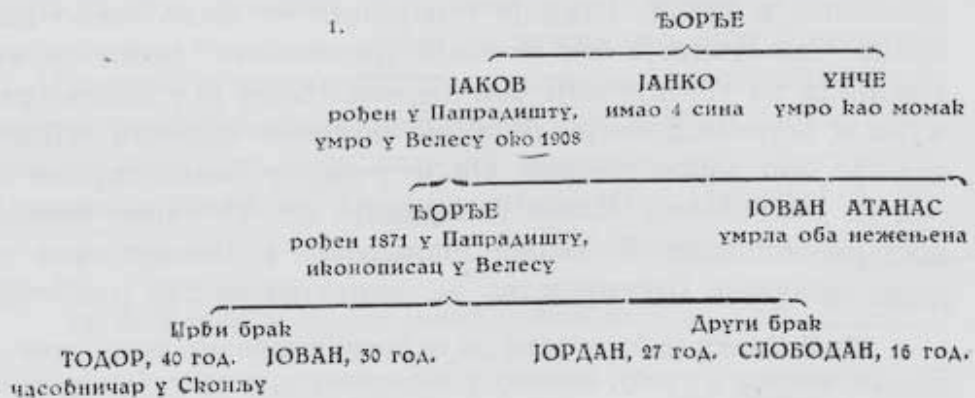 1.
ЂОРЂЕ
ЈАКОВ ЈАНКО УНЧЕ
рођен у Папрадишту, имао 4 сина умро као момак
умро у Велесу око 1908
ЂОРЂЕ ЈОВАН АТАНАС
рођен 1871 у Папрадишту, умрла оба нежењена
иконописац у Велесу
Први брак Други брак
ТОДОР, 40 год. ЈОВАН, 30 год. ЈОРДАН, 27 год. СЛОБОДАН, 16 год.
часовничар у Скопљу